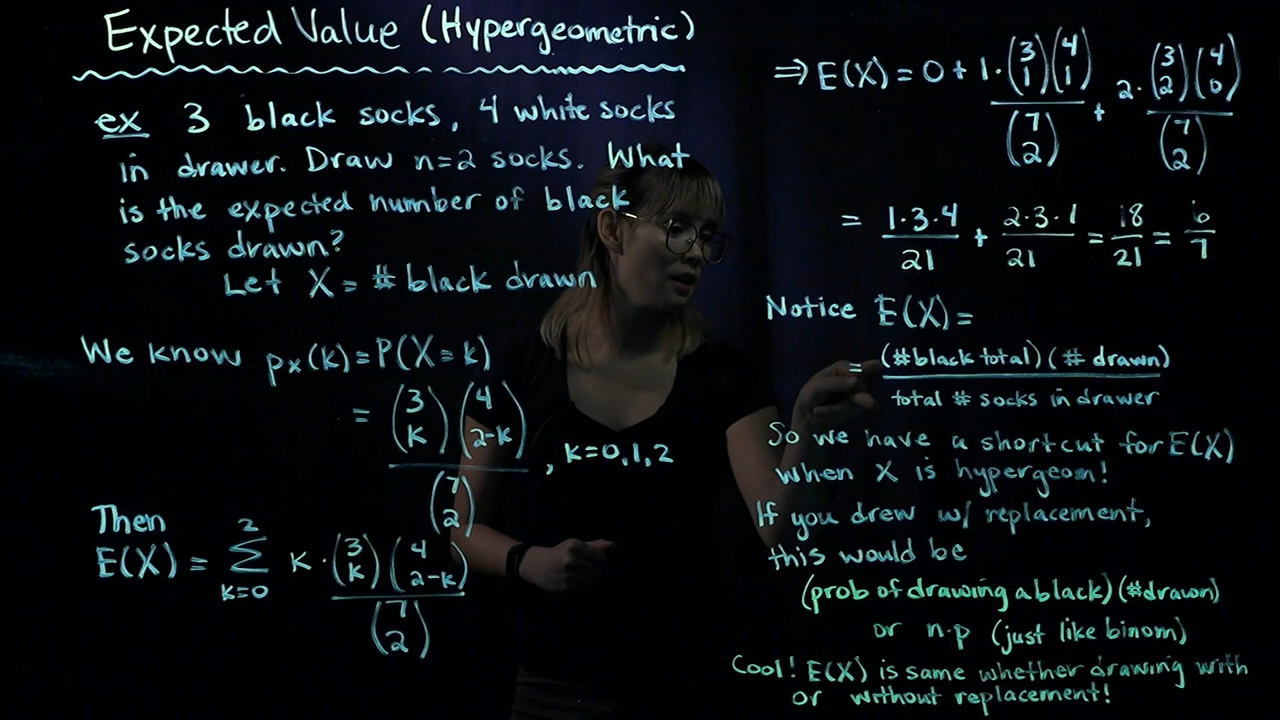 Expected Value (Hypergeometric)
ex 3 black socks, 4 white socks
in drawer. Draw n=2 socks. What
is the expected number of black
socks drawn?
Let X = # black drawn
We know pₓ(k) = P(X=k)
= (3 K)(4 2-k) / (7 2) , k=0,1,2
Then
E(X) = Σ k=0 2 K · (3 K)(4 2-k) / (7 2)
⇒ E(X) = 0 + 1·(3 1)(4 1) / (7 2) + 2·(3 2)(4 0) / (7 2)
= 1·3·4 / 21 + 2·3·1 / 21 = 18 / 21 = 6 / 7
Notice E(X) =
= (#black total)(# drawn) / total # socks in drawer
So we have a shortcut for E(X)
when X is hypergeom!
If you drew w/ replacement,
this would be
(prob of drawing a black)(#drawn)
or n·p (just like binom)
Cool! E(X) is same whether drawing with
or without replacement!